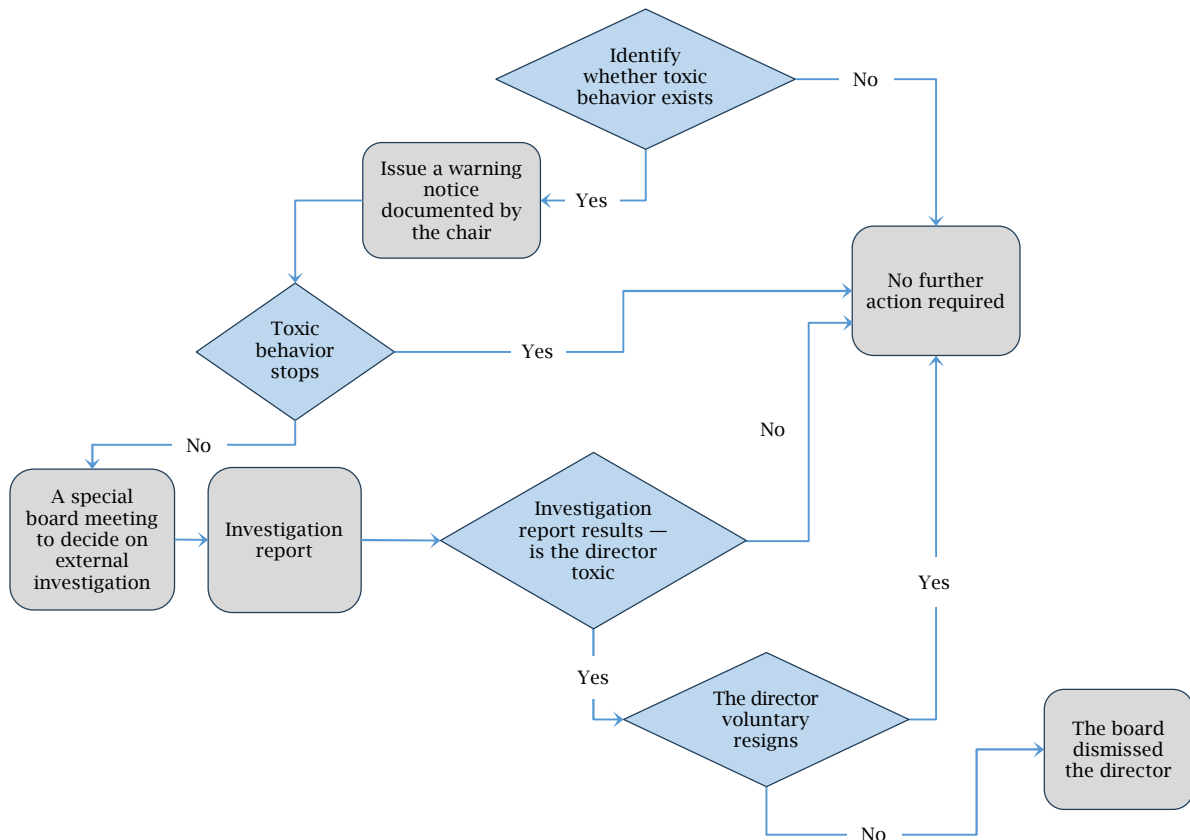 Identify
whether toxic
behavior exists
No
Issue a warning
notice
documented by
the chair
Yes
No further
action required
Toxic
behavior
stops
Yes
No
No
A special
board meeting
to decide on
external
investigation
Investigation
report
Investigation
report results —
is the director
toxic
Yes
Yes
The director
voluntary
resigns
The board
dismissed
the director
No